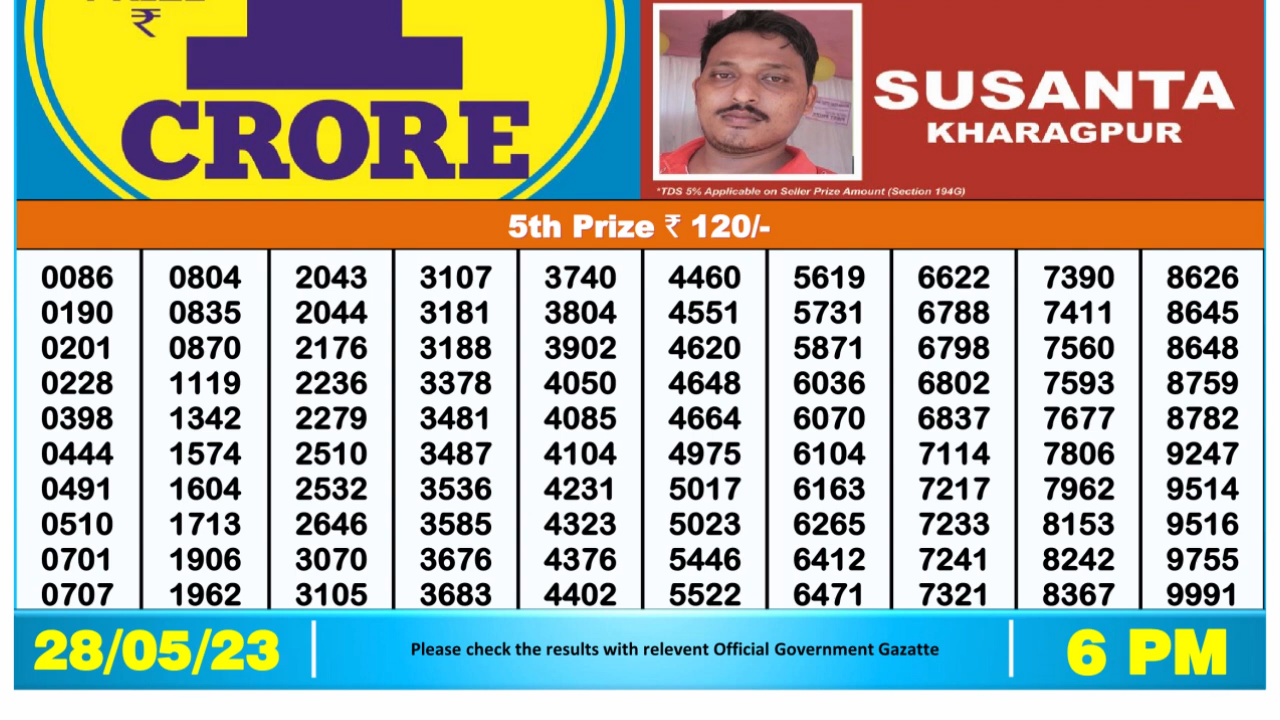 ₹
1
CRORE
SUSANTA
KHARAGPUR
*TDS 5% Applicable on Seller Prize Amount (Section 194G)
5th Prize ₹ 120/-
0086 0804 2043 3107 3740 4460 5619 6622 7390 8626
0190 0835 2044 3181 3804 4551 5731 6788 7411 8645
0201 0870 2176 3188 3902 4620 5871 6798 7560 8648
0228 1119 2236 3378 4050 4648 6036 6802 7593 8759
0398 1342 2279 3481 4085 4664 6070 6837 7677 8782
0444 1574 2510 3487 4104 4975 6104 7114 7806 9247
0491 1604 2532 3536 4231 5017 6163 7217 7962 9514
0510 1713 2646 3585 4323 5023 6265 7233 8153 9516
0701 1906 3070 3676 4376 5446 6412 7241 8242 9755
0707 1962 3105 3683 4402 5522 6471 7321 8367 9991
28/05/23
Please check the results with relevent Official Government Gazatte
6 PM